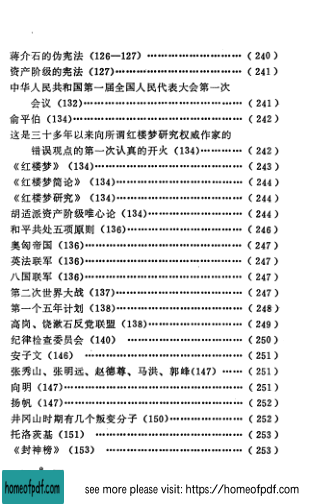 蒋介石的伪宪法（126—127）……………………（240）
资产阶级的宪法（127）……………………………（241）
中华人民共和国第一届全国人民代表大会第一次
会议（132）……………………………………（241）
俞平伯（134）………………………………………（242）
这是三十多年以来向所谓红楼梦研究权威作家的
错误观点的第一次认真的开火（134）…………（242）
《红楼梦》（134）…………………………………（243）
《红楼梦简论》（134）……………………………（244）
《红楼梦研究》（134）……………………………（244）
胡适派资产阶级唯心论（134）……………………（244）
和平共处五项原则（136）…………………………（246）
奥匈帝国（136）……………………………………（247）
英法联军（136）……………………………………（247）
八国联军（136）……………………………………（247）
第二次世界大战（137）……………………………（247）
第一个五年计划（138）……………………………（248）
高岗、饶漱石反党联盟（138）……………………（249）
纪律检查委员会（140）……………………………（250）
安子文（146）………………………………………（251）
张秀山、张明远、赵德尊、马洪、郭峰（147）……（251）
向明（147）…………………………………………（251）
扬帆（147）…………………………………………（252）
井冈山时期有几个叛变分子（150）………………（252）
托洛茨基（151）……………………………………（253）
《封神榜》（153）…………………………………（253）
homeofpdf.com
see more please visit: https://homeofpdf.com